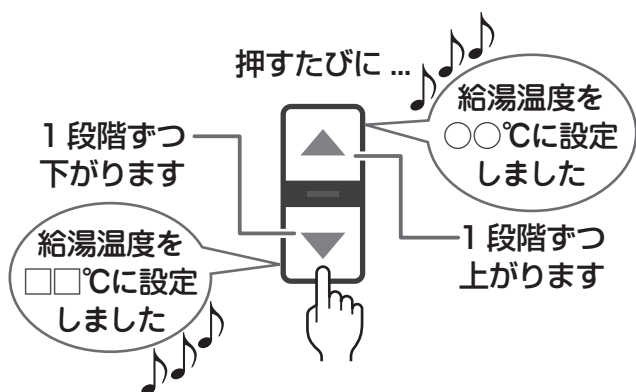 押すたびに ...
給湯温度を
○○℃に設定
しました
1 段階ずつ
下がります
1 段階ずつ
上がります
給湯温度を
□□℃に設定
しました